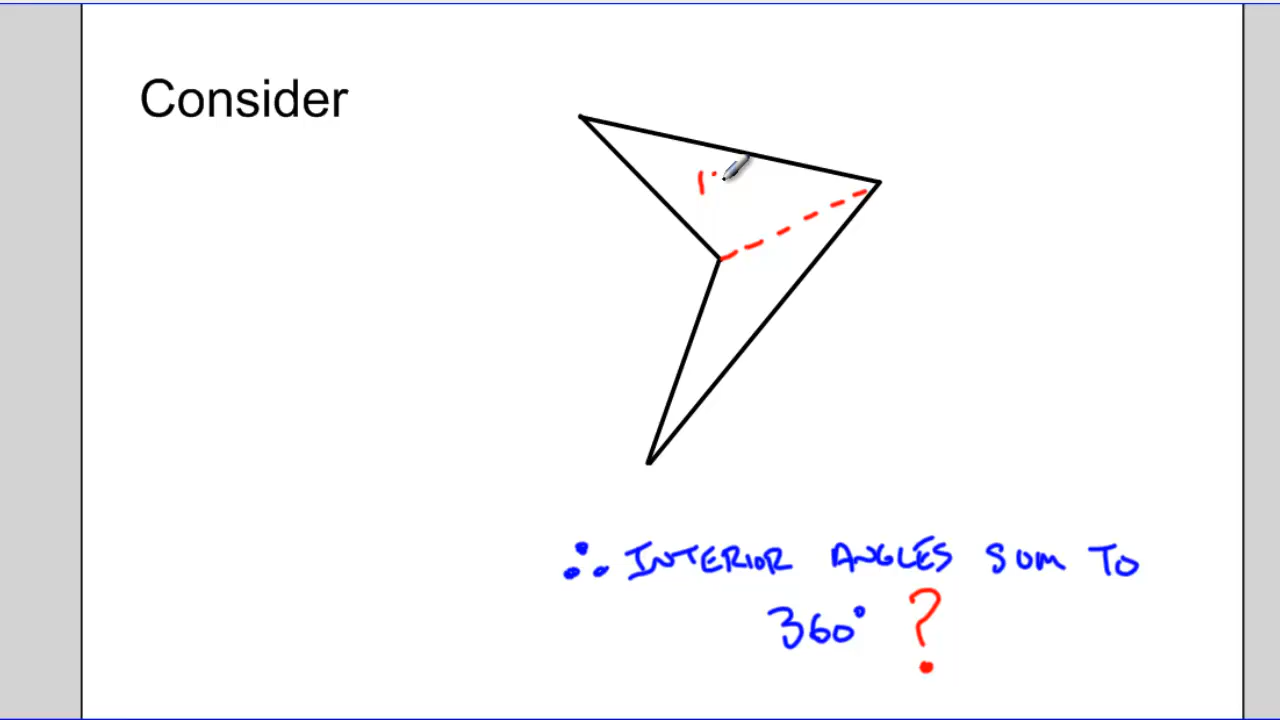 Consider
∴ INTERIOR ANGLES SUM TO
360° ?